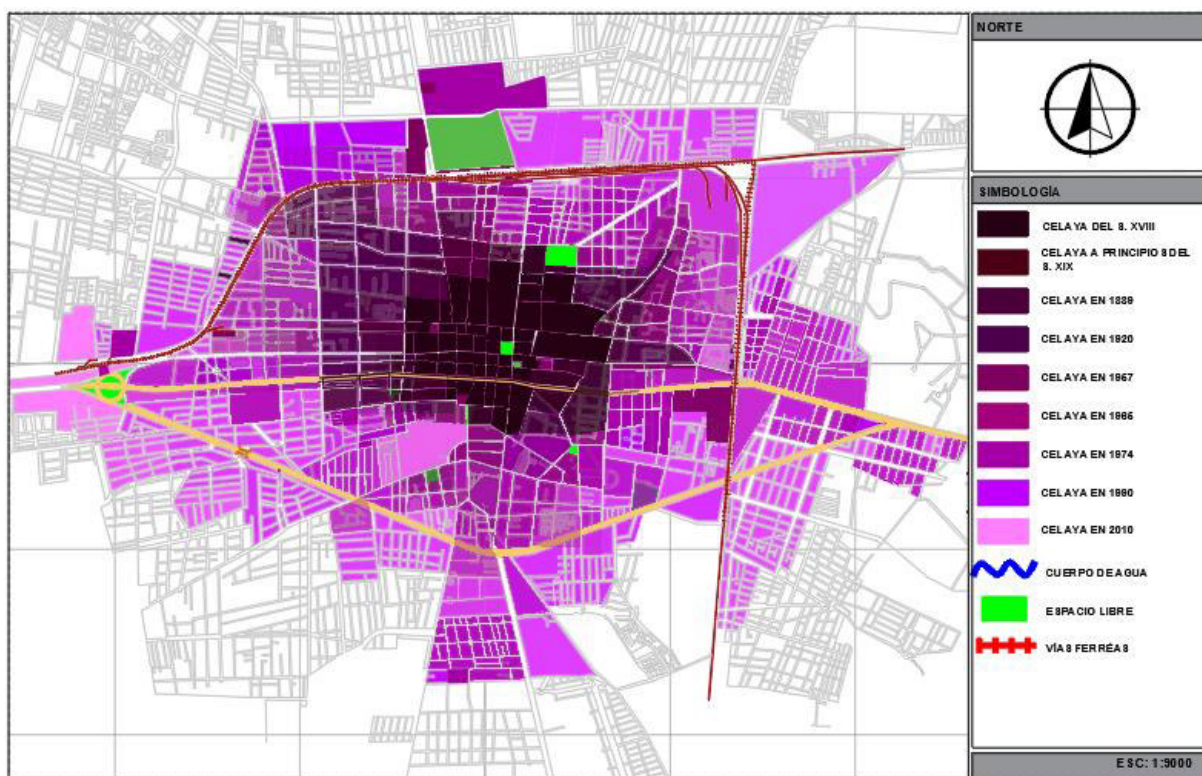 NORTE
SIMBOLOGÍA
CELAYA DEL S. XVIII
CELAYA A PRINCIPIOS DEL
S. XIX
CELAYA EN 1889
CELAYA EN 1920
CELAYA EN 1957
CELAYA EN 1965
CELAYA EN 1974
CELAYA EN 1990
CELAYA EN 2010
CUERPO DE AGUA
ESPACIO LIBRE
VÍAS FERRÉAS
ESC: 1:9000